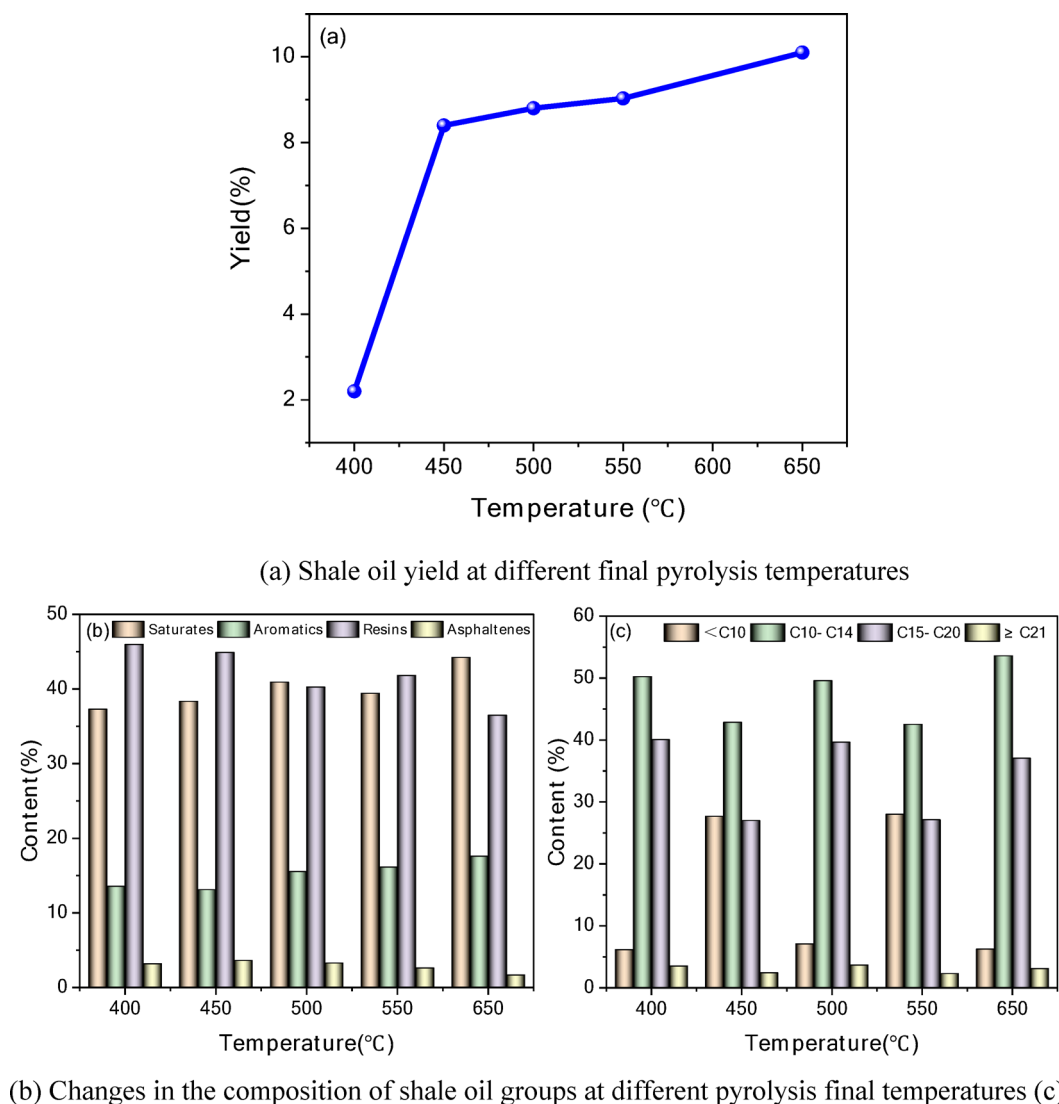 (a)
10
8
6
4
2
Yield(%)
400 450 500 550 600 650
Temperature (℃)
(a) Shale oil yield at different final pyrolysis temperatures
(b) Saturates Aromatics Resins Asphaltenes
50
40
30
20
10
0
Content(%)
400 450 500 550 650
Temperature(℃)
(c) <C10 C10- C14 C15- C20 ≥ C21
60
50
40
30
20
10
0
Content (%)
400 450 500 550 650
Temperature(℃)
(b) Changes in the composition of shale oil groups at different pyrolysis final temperatures (c)